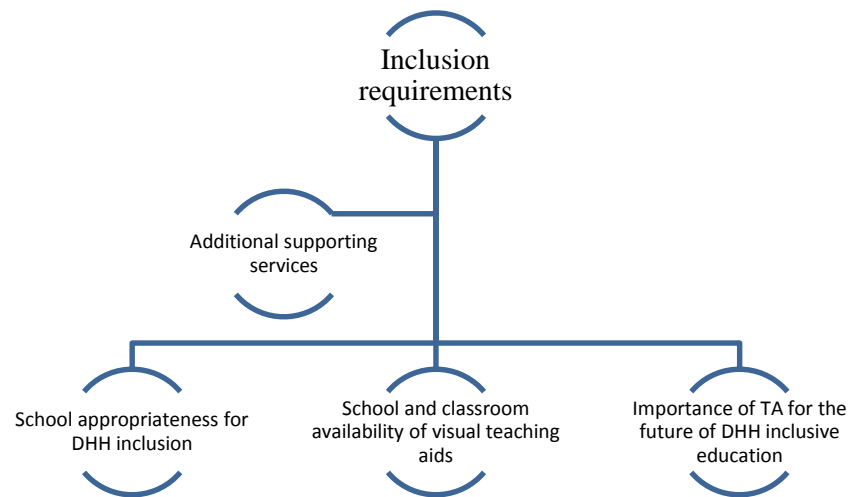 Inclusion
requirements
Additional supporting
services
School appropriateness for
DHH inclusion
School and classroom
availability of visual teaching
aids
Importance of TA for the
future of DHH inclusive
education